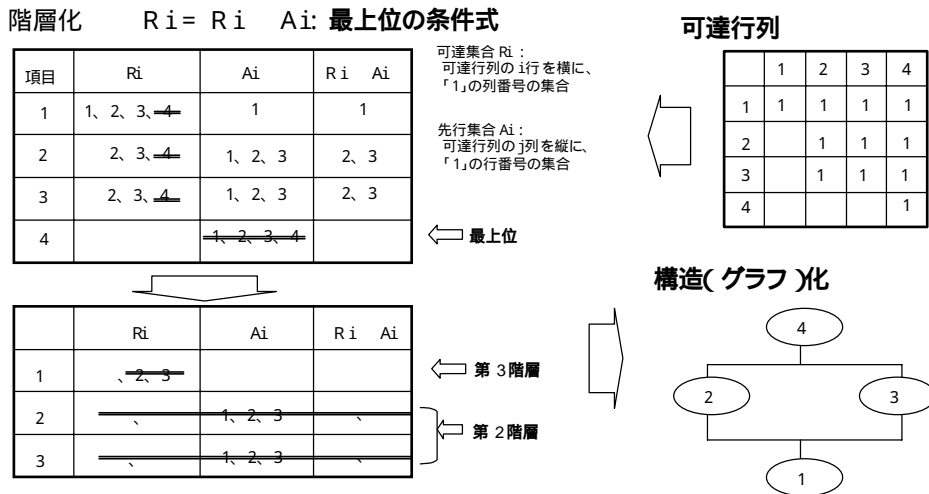 階層化 Ri= Ri Ai: 最上位の条件式
可達行列
項目 Ri Ai Ri Ai
1 1、2、3、4 1 1
2 2、3、4 1、2、3 2、3
3 2、3、4 1、2、3 2、3
4 1、2、3、4
可達集合 Ri :
可達行列の i行を横に、
「1」の列番号の集合
先行集合 Ai :
可達行列の j列を縦に、
「1」の行番号の集合
最上位
1 2 3 4
1 1 1 1 1
2 1 1 1
3 1 1 1
4 1
構造(グラフ)化
Ri Ai Ri Ai
1 、2、3
2 、 1、2、3 、
3 、 1、2、3 、
第3階層
第2階層
4
2 3
1